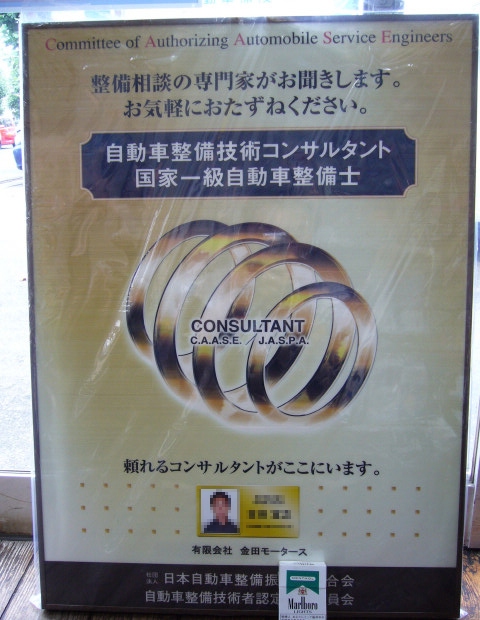 Committee of Authorizing Automobile Service Engineers
整備相談の専門家がお聞きします。
お気軽におたずねください。
自動車整備技術コンサルタント
国家一級自動車整備士
CONSULTANT
C.A.A.S.E. / J.A.S.P.A.
頼れるコンサルタントがここにいます。
有限会社 金田モータース
社団法人 日本自動車整備振 合会
自動車整備技術者認定 員会
Marlboro
LIGHTS